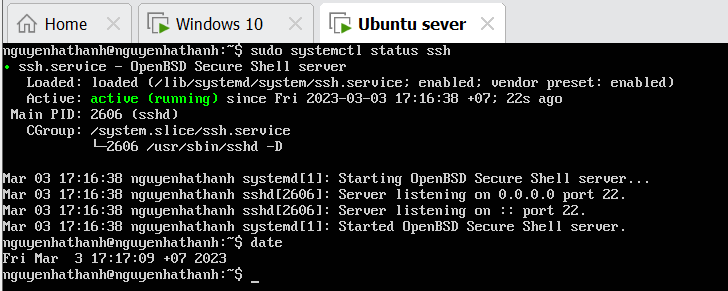 Home
Windows 10
Ubuntu sever
nguyenhathanh@nguyenhathanh:~$ sudo systemctl status ssh
● ssh.service - OpenBSD Secure Shell server
   Loaded: loaded (/lib/systemd/system/ssh.service; enabled; vendor preset: enabled)
   Active: active (running) since Fri 2023-03-03 17:16:38 +07; 22s ago
 Main PID: 2606 (sshd)
   CGroup: /system.slice/ssh.service
           └─2606 /usr/sbin/sshd -D
Mar 03 17:16:38 nguyenhathanh systemd[1]: Starting OpenBSD Secure Shell server...
Mar 03 17:16:38 nguyenhathanh sshd[2606]: Server listening on 0.0.0.0 port 22.
Mar 03 17:16:38 nguyenhathanh sshd[2606]: Server listening on :: port 22.
Mar 03 17:16:38 nguyenhathanh systemd[1]: Started OpenBSD Secure Shell server.
nguyenhathanh@nguyenhathanh:~$ date
Fri Mar  3 17:17:09 +07 2023
nguyenhathanh@nguyenhathanh:~$ _